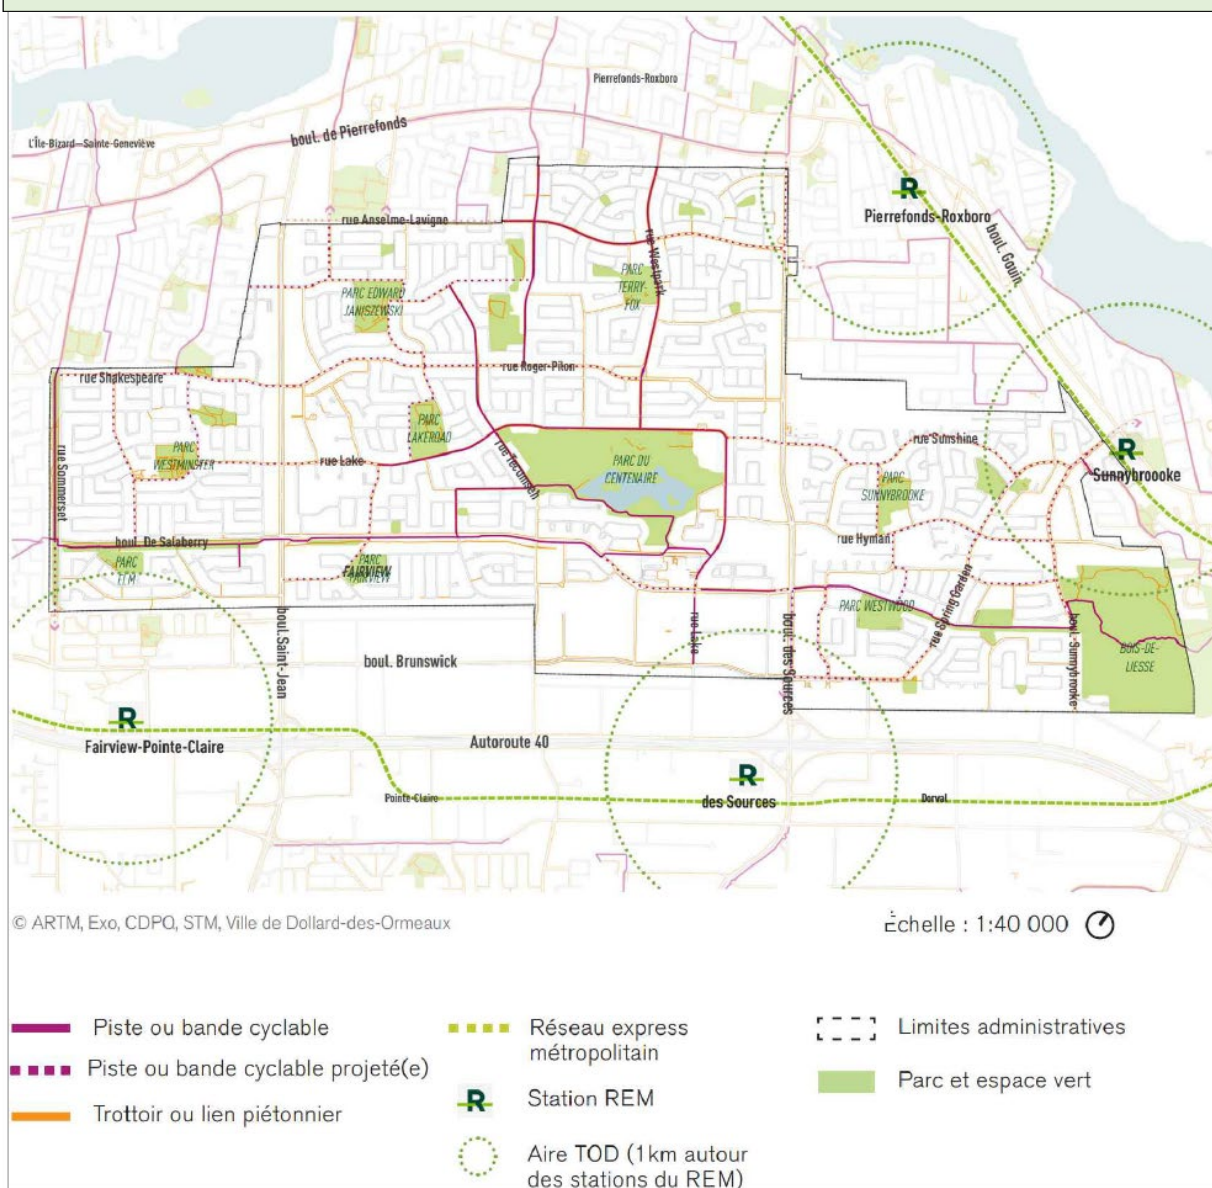 Pierrefonds-Roxboro
boul. de Pierrefonds
L'Île-Bizard—Sainte-Geneviève
R
Pierrefonds-Roxboro
rue Anselme-Lavigne
rue Westpark
boul. Gouin
PARC
TERRY-
FOX
PARC EDWARD
JANISZEWSKI
rue Roger-Pilon
rue Shakespeare
PARC
LAKEROAD
rue Sunshine
R
Sunnybroooke
rue Sommerset
PARC
WESTMINSTER
rue Lake
rue Tecumseh
PARC DU
CENTENAIRE
PARC
SUNNYBROOKE
boul. De Salaberry
rue Hyman
PARC
PARC
FAIRVIEW
PARC WESTWOOD
rue Spring Garden
boul. Saint-Jean
rue Lake
boul. des Sources
boul. Sunnybrooke
BOIS-DE-
LIESSE
boul. Brunswick
R
Fairview-Pointe-Claire
Autoroute 40
R
des Sources
Pointe-Claire
Dorval
© ARTM, Exo, CDPQ, STM, Ville de Dollard-des-Ormeaux
Échelle : 1:40 000
Piste ou bande cyclable
Piste ou bande cyclable projeté(e)
Trottoir ou lien piétonnier
Réseau express
métropolitain
R
Station REM
Aire TOD (1km autour
des stations du REM)
Limites administratives
Parc et espace vert